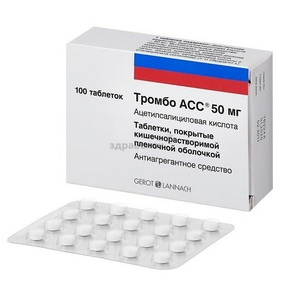 100 таблеток
Тромбо АСС® 50 мг
Ацетилсалициловая кислота
Таблетки, покрытые
кишечнорастворимой
пленочной оболочкой
Антиагрегантное средство
GEROT LANNACH